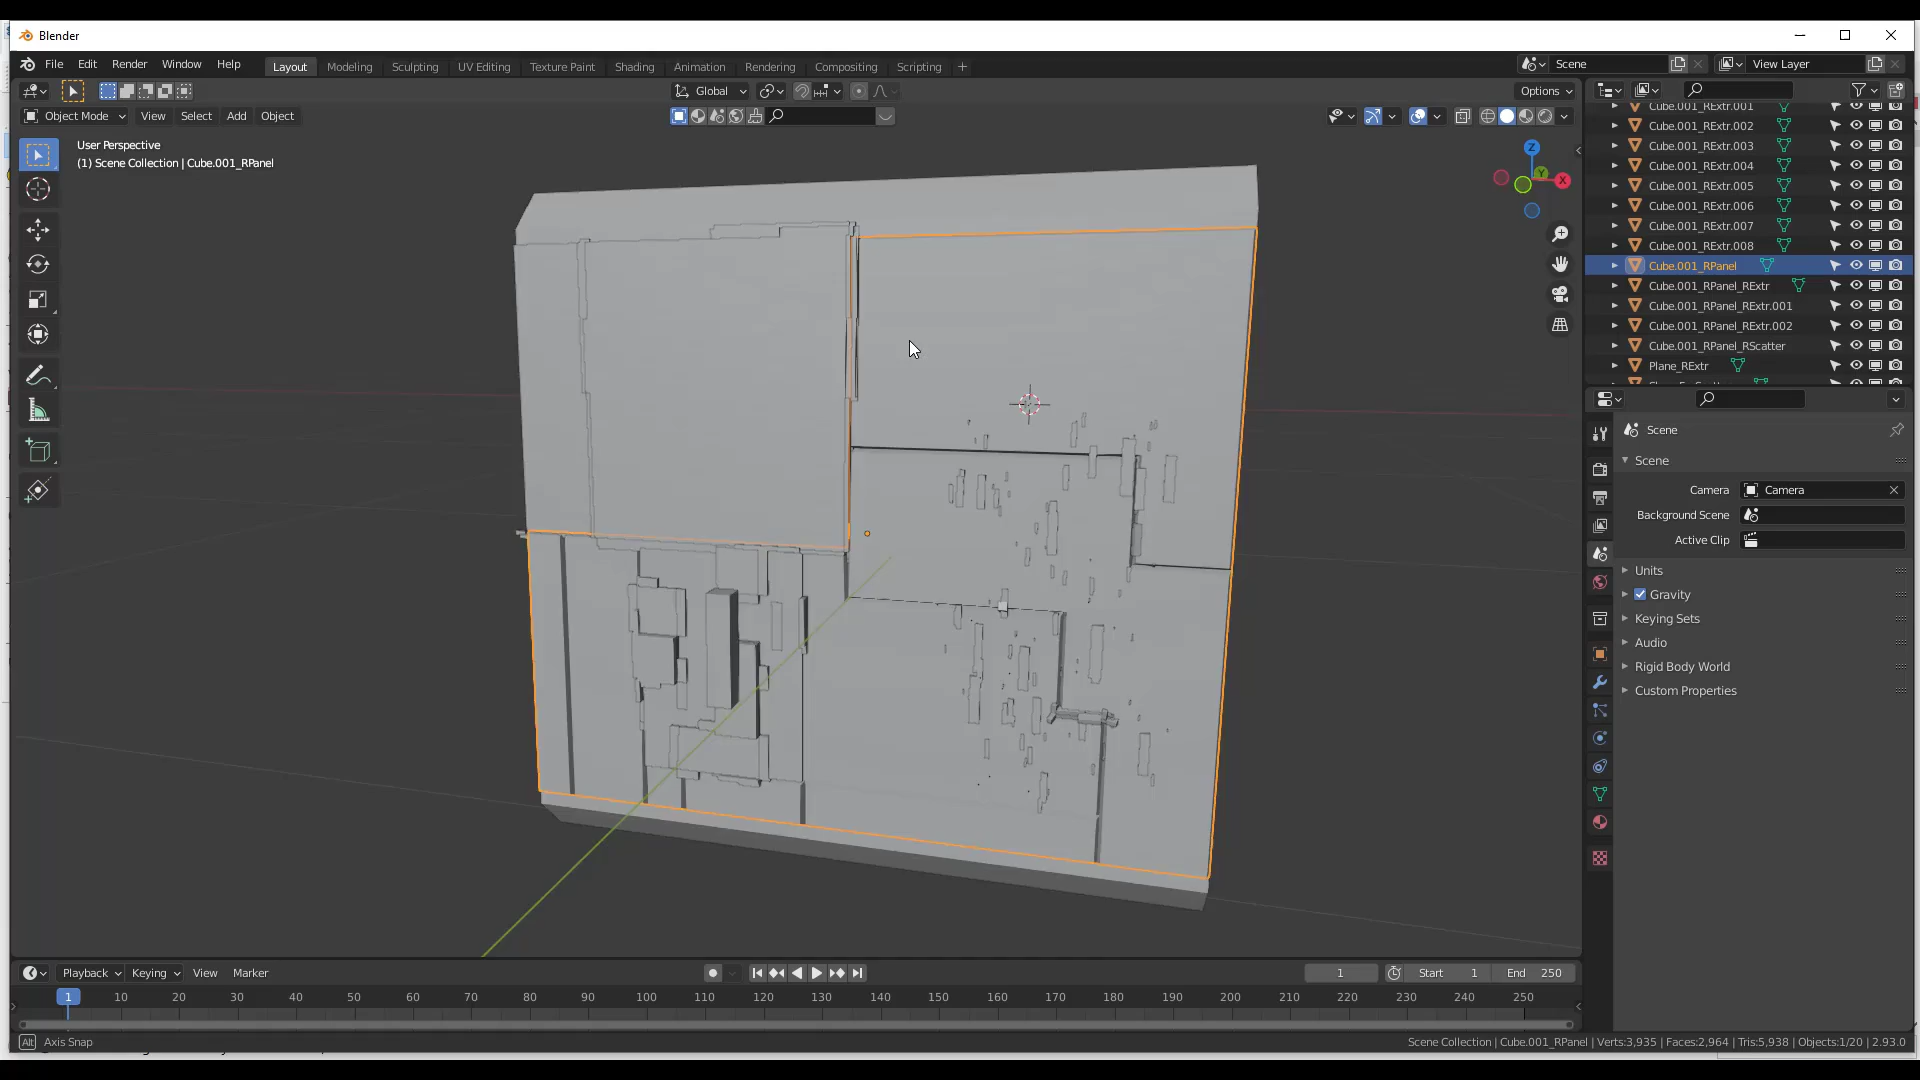 Blender
File Edit Render Window Help
Layout Modeling Sculpting UV Editing Texture Paint Shading Animation Rendering Compositing Scripting +
Scene
View Layer
Global
Options
Object Mode View Select Add Object
User Perspective
(1) Scene Collection | Cube.001_RPanel
Z
Y
X
Cube.001_RExtr.001
Cube.001_RExtr.002
Cube.001_RExtr.003
Cube.001_RExtr.004
Cube.001_RExtr.005
Cube.001_RExtr.006
Cube.001_RExtr.007
Cube.001_RExtr.008
Cube.001_RPanel
Cube.001_RPanel_RExtr
Cube.001_RPanel_RExtr.001
Cube.001_RPanel_RExtr.002
Cube.001_RPanel_RScatter
Plane_RExtr
Scene
Scene
Camera Camera
Background Scene
Active Clip
Units
Gravity
Keying Sets
Audio
Rigid Body World
Custom Properties
Playback Keying View Marker
1
Start 1
End 250
1 10 20 30 40 50 60 70 80 90 100 110 120 130 140 150 160 170 180 190 200 210 220 230 240 250
Alt Axis Snap
Scene Collection | Cube.001_RPanel | Verts:3,935 | Faces:2,964 | Tris:5,938 | Objects:1/20 | 2.93.0